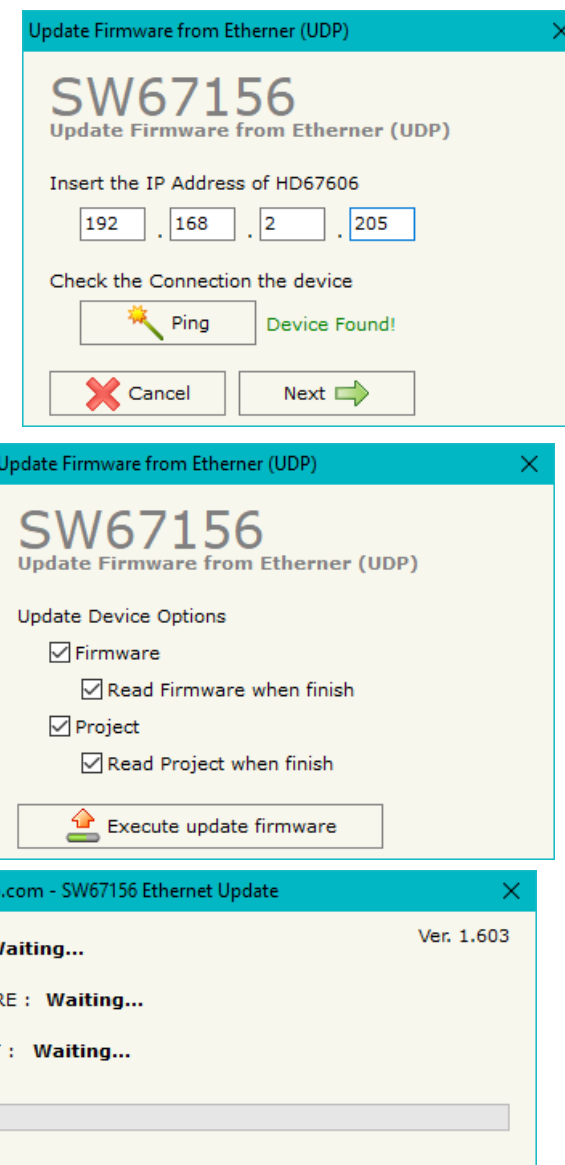 Update Firmware from Etherner (UDP)
SW67156
Update Firmware from Etherner (UDP)
Insert the IP Address of HD67606
192 . 168 . 2 . 205
Check the Connection the device
Ping Device Found!
Cancel Next
Update Firmware from Etherner (UDP)
SW67156
Update Firmware from Etherner (UDP)
Update Device Options
Firmware
Read Firmware when finish
Project
Read Project when finish
Execute update firmware
.com - SW67156 Ethernet Update
Ver. 1.603
Waiting...
RE : Waiting...
: Waiting...